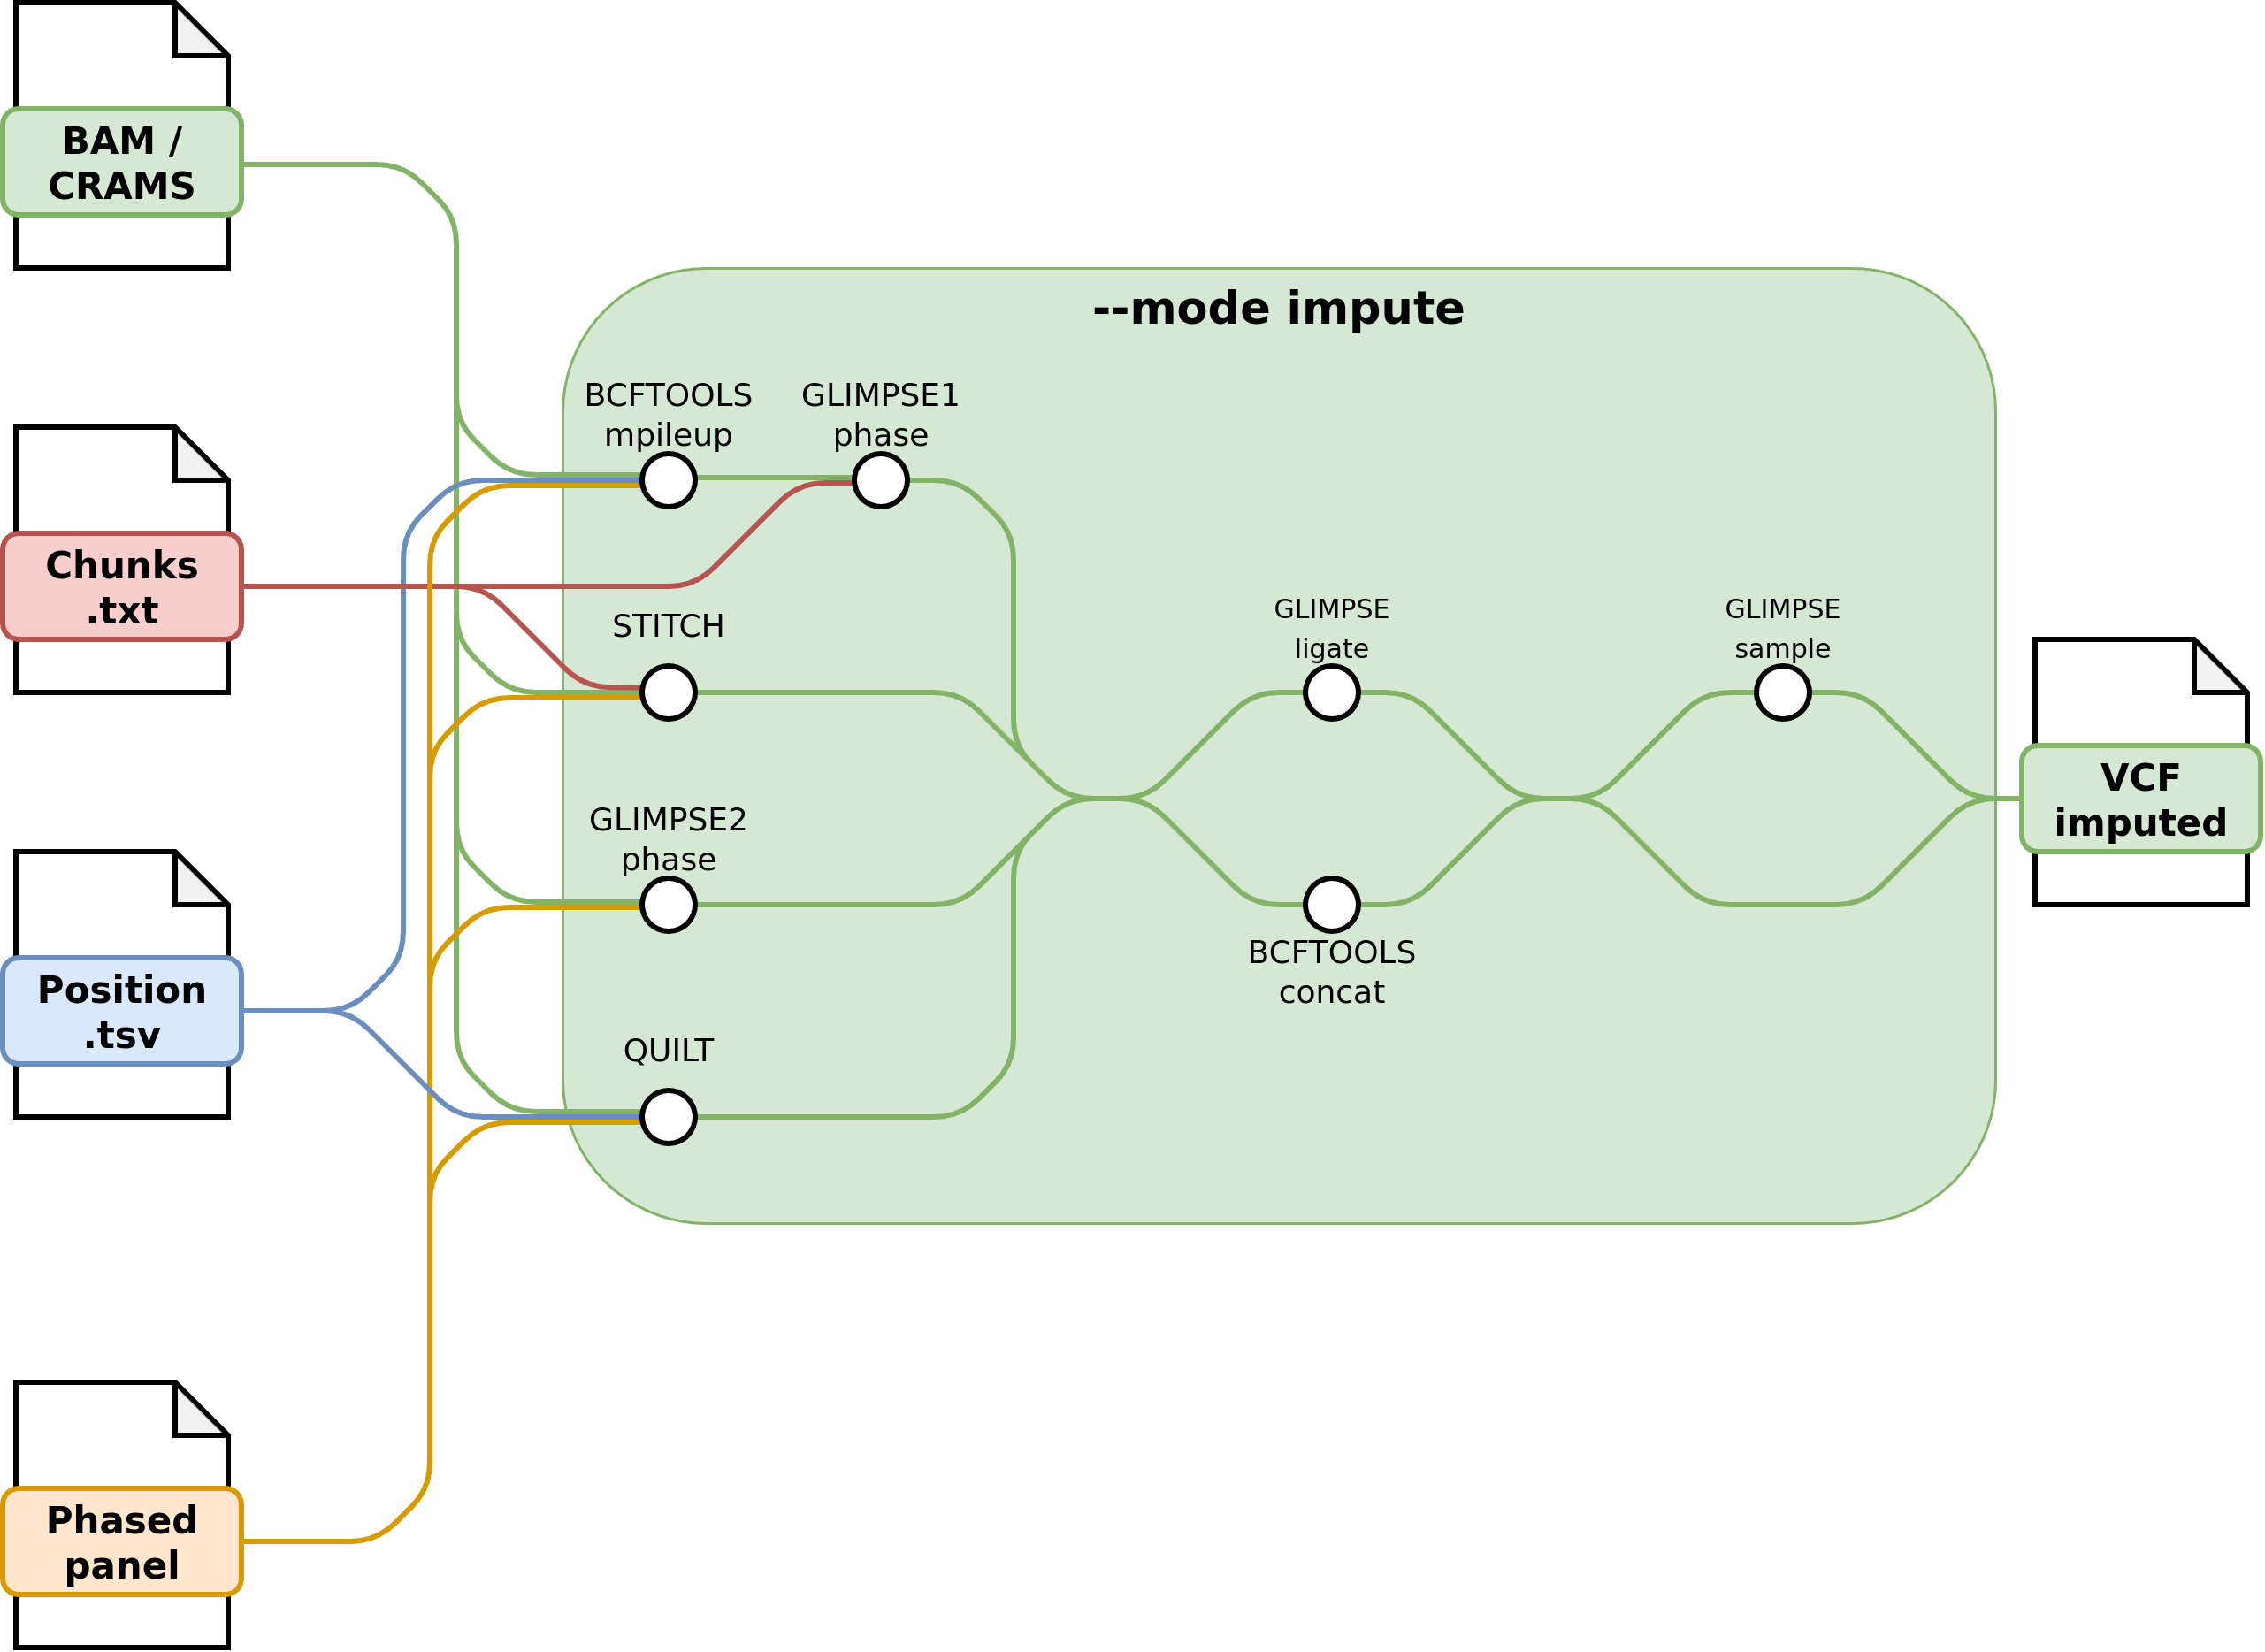 BAM /
CRAMS
--mode impute
BCFTOOLS
mpileup
GLIMPSE1
phase
Chunks
.txt
STITCH
GLIMPSE
ligate
GLIMPSE
sample
VCF
imputed
GLIMPSE2
phase
BCFTOOLS
concat
Position
.tsv
QUILT
Phased
panel